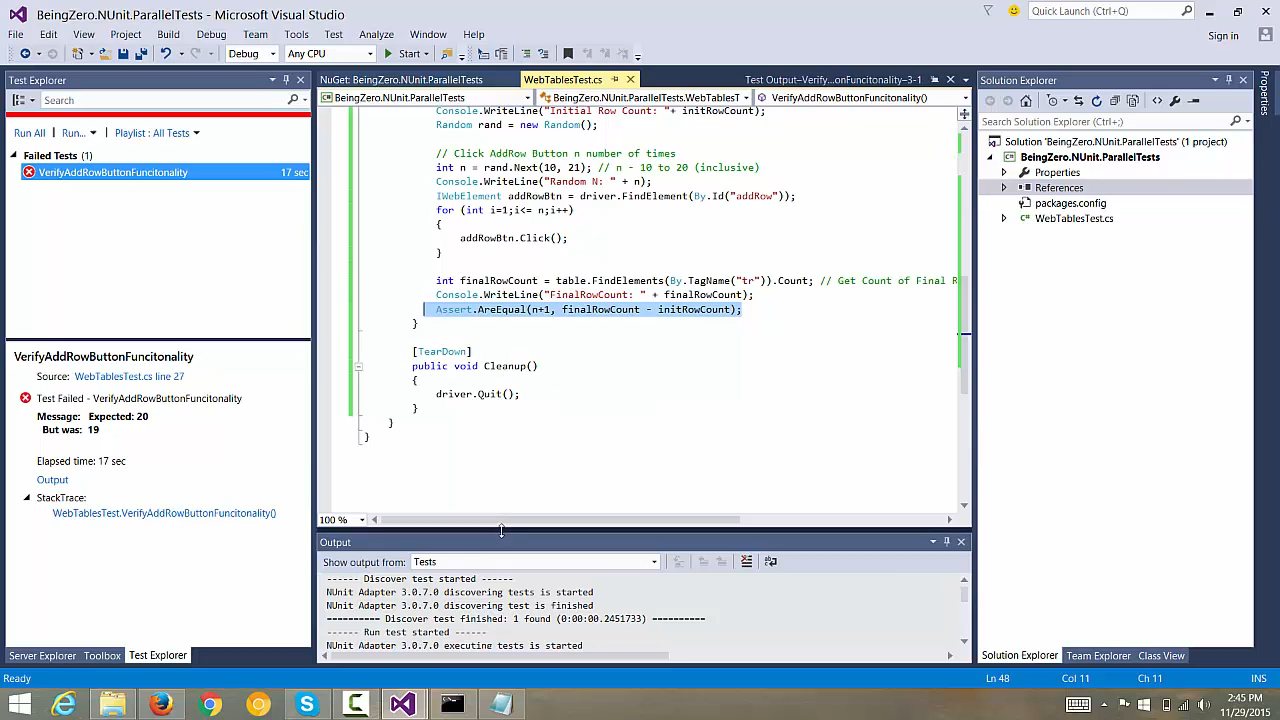 BeingZero.NUnit.ParallelTests - Microsoft Visual Studio
Quick Launch (Ctrl+Q)
File Edit View Project Build Debug Team Tools Test Analyze Window Help
Sign in
Debug Any CPU Start
Test Explorer
Search
Run All Run... Playlist : All Tests
Failed Tests (1)
VerifyAddRowButtonFuncitonality 17 sec
VerifyAddRowButtonFuncitonality
Source: WebTablesTest.cs line 27
Test Failed - VerifyAddRowButtonFuncitonality
Message: Expected: 20
But was: 19
Elapsed time: 17 sec
Output
StackTrace:
WebTablesTest.VerifyAddRowButtonFuncitonality()
Server Explorer Toolbox Test Explorer
NuGet: BeingZero.NUnit.ParallelTests WebTablesTest.cs Test Output–Verify...onFuncitonality–3-1
BeingZero.NUnit.ParallelTests BeingZero.NUnit.ParallelTests.WebTablesT VerifyAddRowButtonFuncitonality()
Console.WriteLine("Initial Row Count: "+ initRowCount);
Random rand = new Random();
// Click AddRow Button n number of times
int n = rand.Next(10, 21); // n - 10 to 20 (inclusive)
Console.WriteLine("Random N: " + n);
IWebElement addRowBtn = driver.FindElement(By.Id("addRow"));
for (int i=1;i<= n;i++)
{
addRowBtn.Click();
}
int finalRowCount = table.FindElements(By.TagName("tr")).Count; // Get Count of Final R
Console.WriteLine("FinalRowCount: " + finalRowCount);
Assert.AreEqual(n+1, finalRowCount - initRowCount);
}
[TearDown]
public void Cleanup()
{
driver.Quit();
}
}
}
100 %
Output
Show output from: Tests
------ Discover test started ------
NUnit Adapter 3.0.7.0 discovering tests is started
NUnit Adapter 3.0.7.0 discovering test is finished
---------- Discover test finished: 1 found (0:00:00.2451733) ----------
------ Run test started ------
NUnit Adapter 3.0.7.0 executing tests is started
Solution Explorer
Search Solution Explorer (Ctrl+;)
Solution 'BeingZero.NUnit.ParallelTests' (1 project)
BeingZero.NUnit.ParallelTests
Properties
References
packages.config
WebTablesTest.cs
Solution Explorer Team Explorer Class View
Properties
Ready Ln 48 Col 11 Ch 11 INS
2:45 PM
11/29/2015